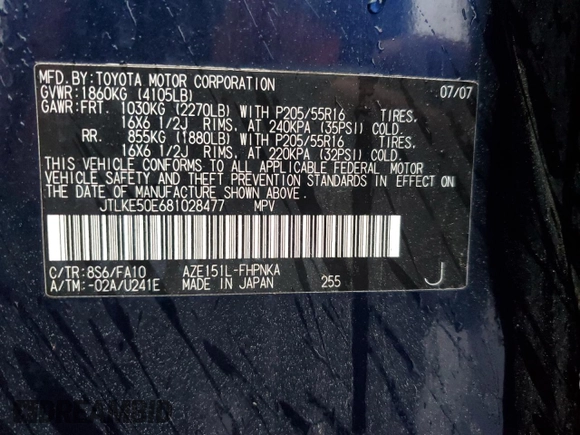 MFD. BY: TOYOTA MOTOR CORPORATION 07/07
GVWR: 1860KG (4105LB)
GAWR: FRT. 1030KG (2270LB) WITH P205/55R16 TIRES.
16X6 1/2J RIMS. AT 240KPA (35PSI) COLD.
RR. 855KG (1880LB) WITH P205/55R16 TIRES.
16X6 1/2J RIMS. AT 220KPA (32PSI) COLD.
THIS VEHICLE CONFORMS TO ALL APPLICABLE FEDERAL MOTOR
VEHICLE SAFETY AND THEFT PREVENTION STANDARDS IN EFFECT
ON THE DATE OF MANUFACTURE SHOWN ABOVE.
JTLKE50E681028477 MPV
C/TR: 8S6/FA10 AZE151L-FHPNKA
A/TM: -02A/U241E MADE IN JAPAN 255 J